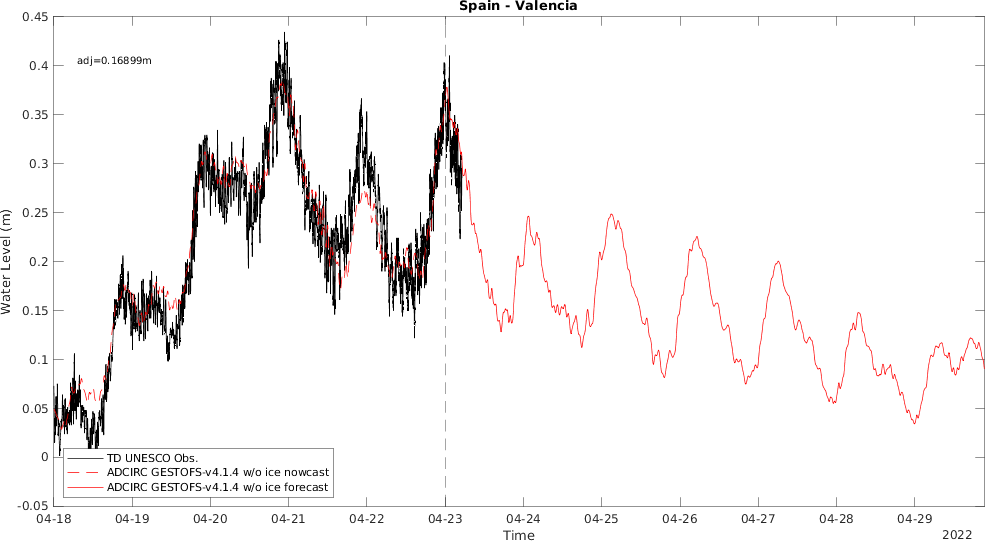 Spain - Valencia
0.45
0.4
0.35
0.3
0.25
0.2
0.15
0.1
0.05
0
-0.05
Water Level (m)
adj=0.16899m
TD UNESCO Obs.
ADCIRC GESTOFS-v4.1.4 w/o ice nowcast
ADCIRC GESTOFS-v4.1.4 w/o ice forecast
04-18 04-19 04-20 04-21 04-22 04-23 04-24 04-25 04-26 04-27 04-28 04-29
Time
2022